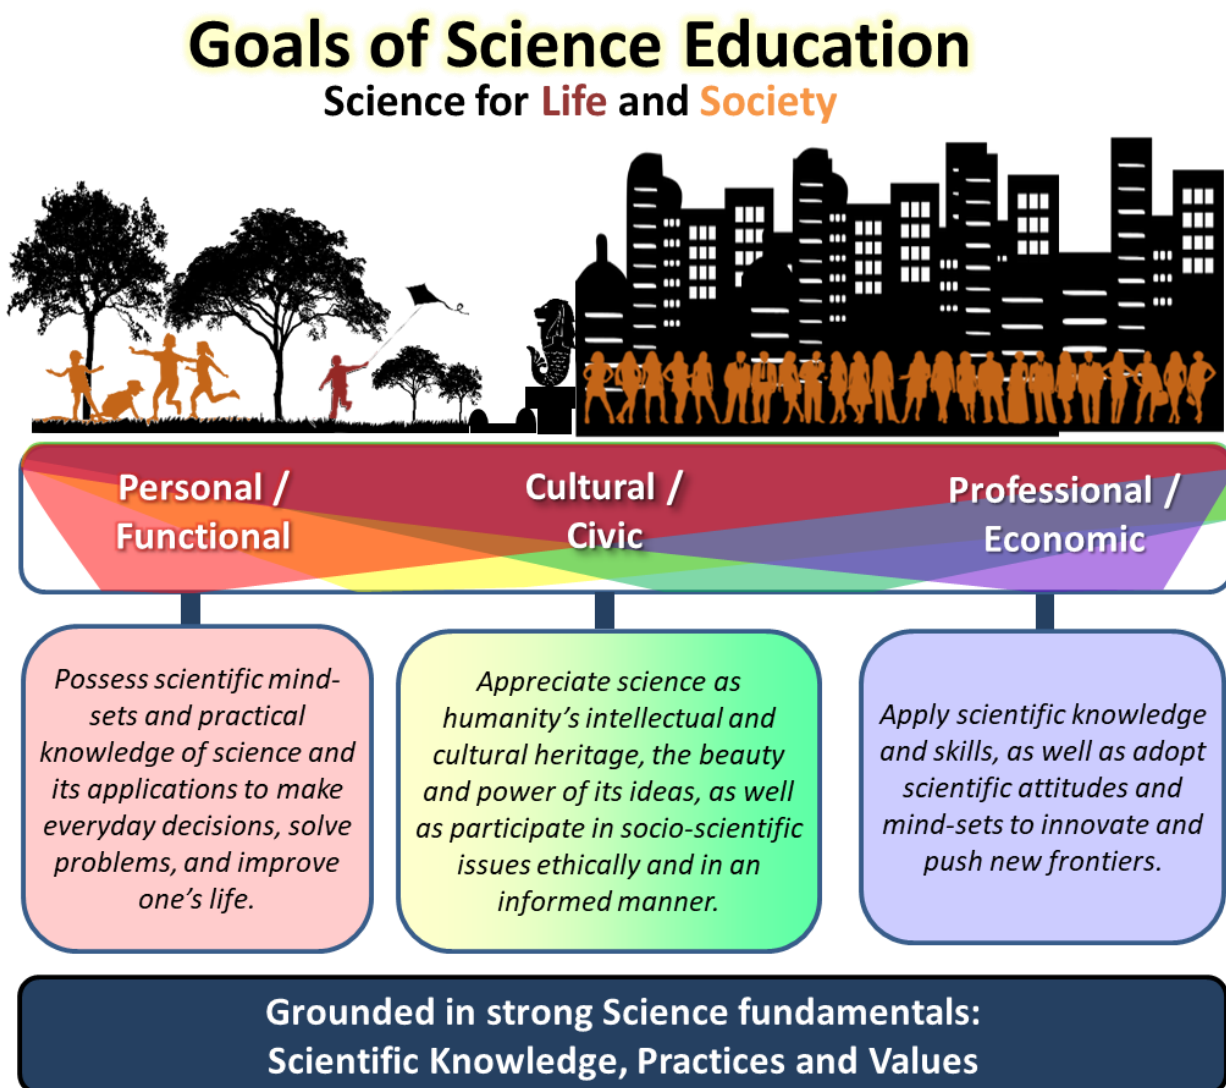 Goals of Science Education
Science for Life and Society
Personal /
Functional
Cultural /
Civic
Professional /
Economic
Possess scientific mind-
sets and practical
knowledge of science and
its applications to make
everyday decisions, solve
problems, and improve
one’s life.
Appreciate science as
humanity’s intellectual and
cultural heritage, the beauty
and power of its ideas, as well
as participate in socio-scientific
issues ethically and in an
informed manner.
Apply scientific knowledge
and skills, as well as adopt
scientific attitudes and
mind-sets to innovate and
push new frontiers.
Grounded in strong Science fundamentals:
Scientific Knowledge, Practices and Values